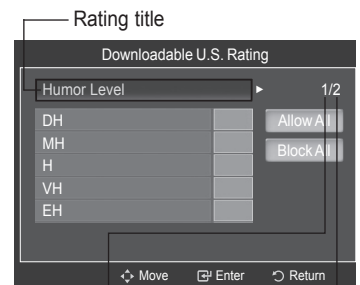 Rating title
Downloadable U.S. Rating
Humor Level ► 1/2
DH
Allow All
MH
Block All
H
VH
EH
Move Enter Return